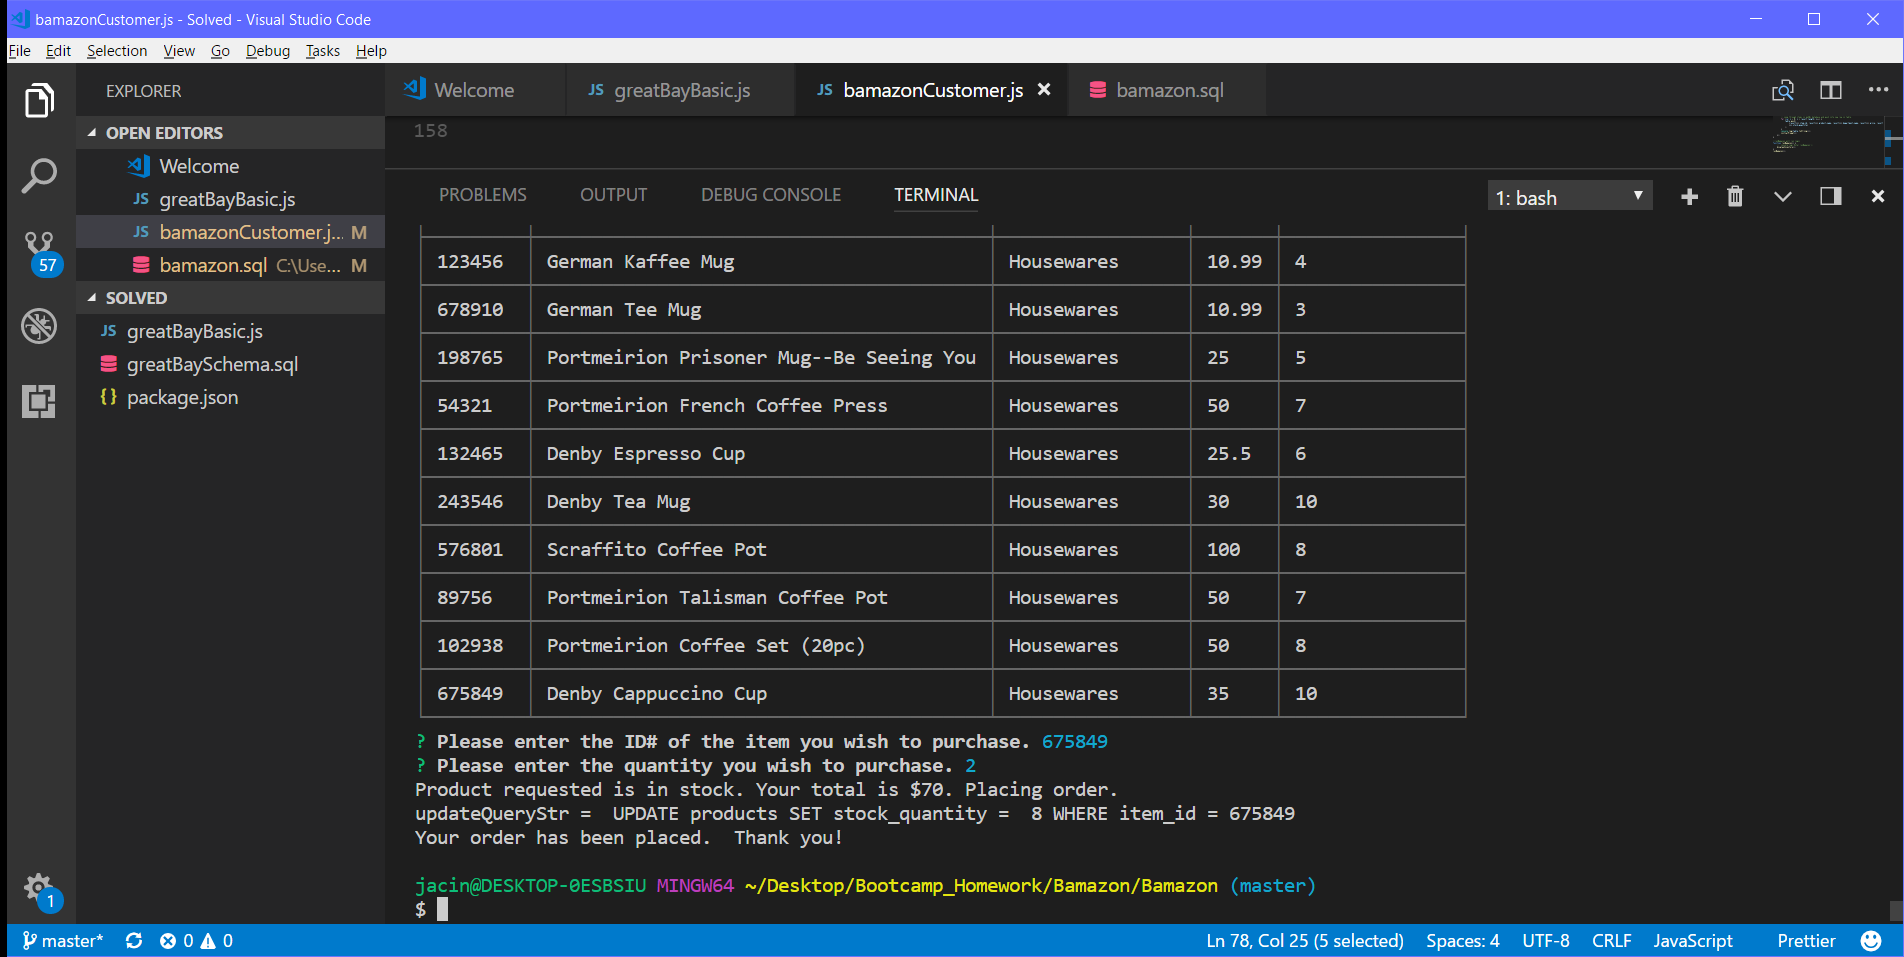 bamazonCustomer.js - Solved - Visual Studio Code
File Edit Selection View Go Debug Tasks Help
EXPLORER
OPEN EDITORS
Welcome
JS greatBayBasic.js
JS bamazonCustomer.j... M
bamazon.sql C:\Use... M
SOLVED
JS greatBayBasic.js
greatBaySchema.sql
{} package.json
57
1
Welcome JS greatBayBasic.js JS bamazonCustomer.js bamazon.sql
158
PROBLEMS OUTPUT DEBUG CONSOLE TERMINAL 1: bash
123456 German Kaffee Mug Housewares 10.99 4
678910 German Tee Mug Housewares 10.99 3
198765 Portmeirion Prisoner Mug--Be Seeing You Housewares 25 5
54321 Portmeirion French Coffee Press Housewares 50 7
132465 Denby Espresso Cup Housewares 25.5 6
243546 Denby Tea Mug Housewares 30 10
576801 Scraffito Coffee Pot Housewares 100 8
89756 Portmeirion Talisman Coffee Pot Housewares 50 7
102938 Portmeirion Coffee Set (20pc) Housewares 50 8
675849 Denby Cappuccino Cup Housewares 35 10
? Please enter the ID# of the item you wish to purchase. 675849
? Please enter the quantity you wish to purchase. 2
Product requested is in stock. Your total is $70. Placing order.
updateQueryStr =  UPDATE products SET stock_quantity =  8 WHERE item_id = 675849
Your order has been placed.  Thank you!
jacin@DESKTOP-0ESBSIU MINGW64 ~/Desktop/Bootcamp_Homework/Bamazon/Bamazon (master)
$
master* 0 0 Ln 78, Col 25 (5 selected) Spaces: 4 UTF-8 CRLF JavaScript Prettier